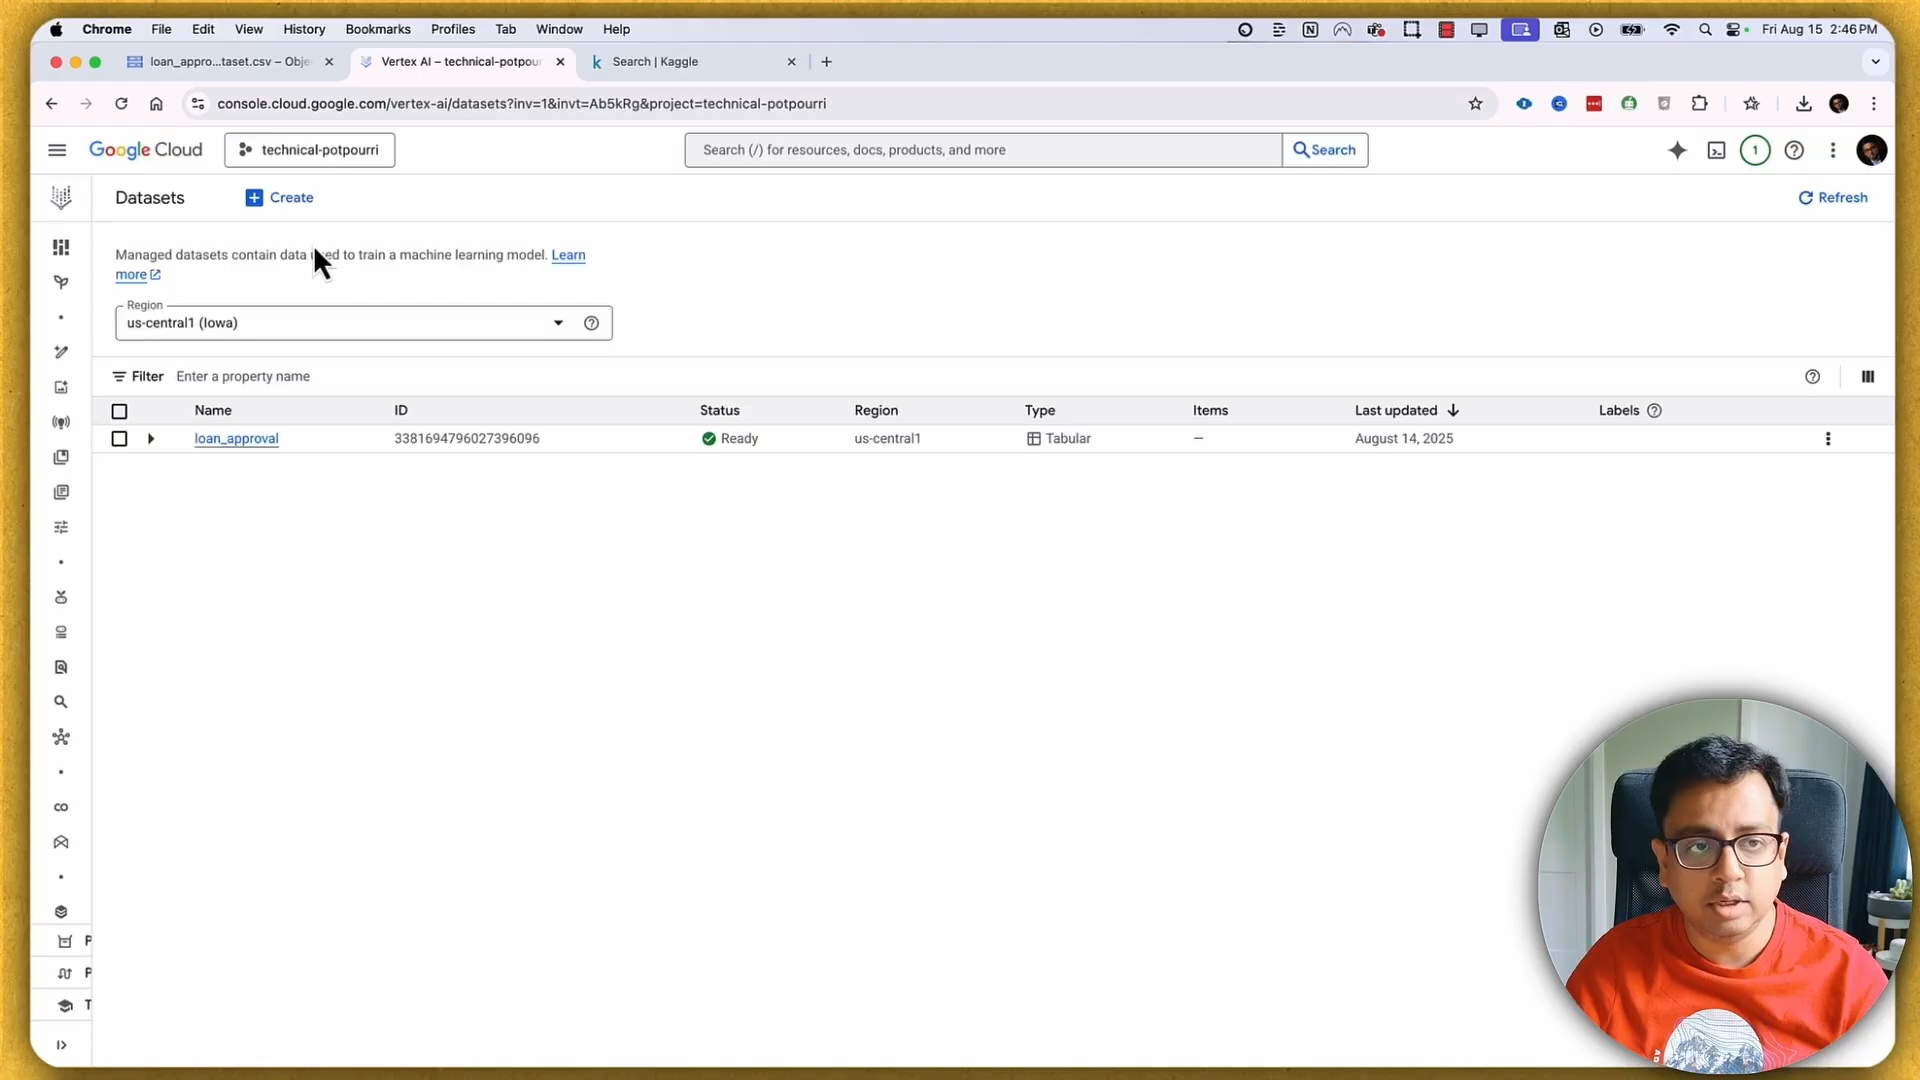 Chrome File Edit View History Bookmarks Profiles Tab Window Help Fri Aug 15 2:46 PM
loan_appro...taset.csv – Obje Vertex AI – technical-potpour Search | Kaggle
console.cloud.google.com/vertex-ai/datasets?inv=1&invt=Ab5kRg&project=technical-potpourri
Google Cloud technical-potpourri Search (/) for resources, docs, products, and more Search 1
Datasets Create Refresh
Managed datasets contain data used to train a machine learning model. Learn
more
Region
us-central1 (Iowa)
Filter Enter a property name
Name ID Status Region Type Items Last updated Labels
loan_approval 3381694796027396096 Ready us-central1 Tabular — August 14, 2025
CO
P
P
T